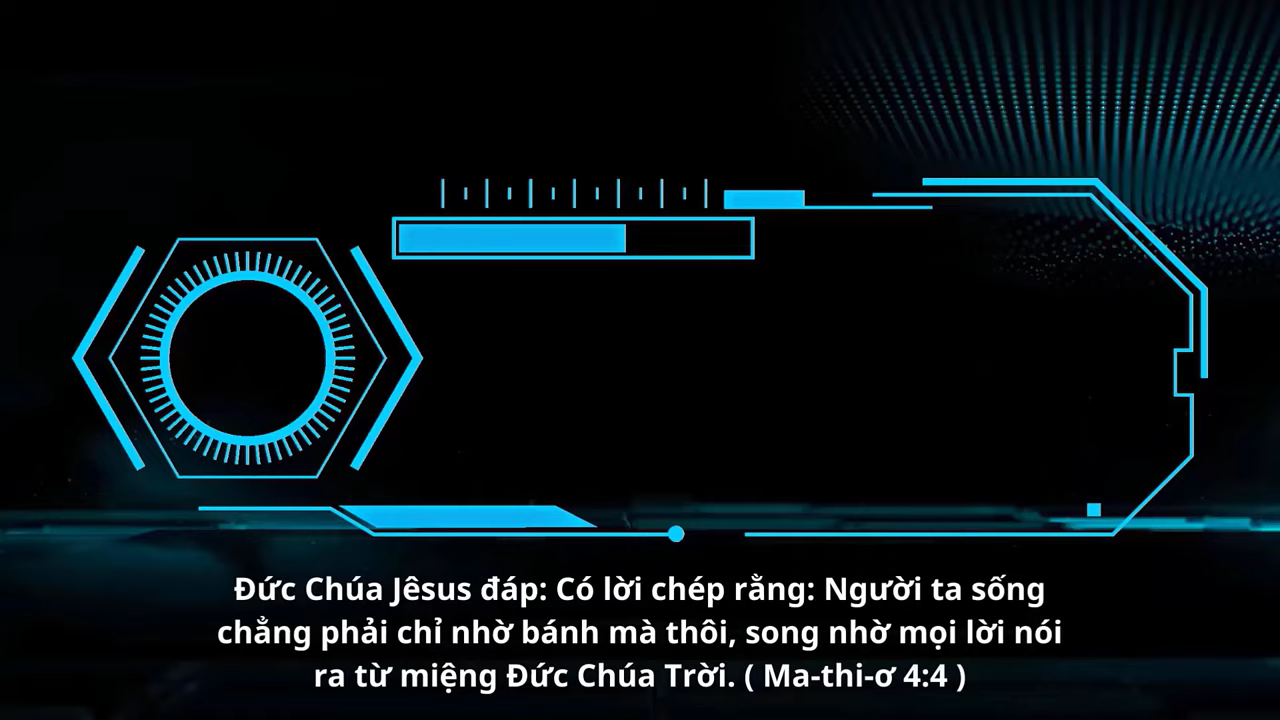 Đức Chúa Jêsus đáp: Có lời chép rằng: Người ta sống
chẳng phải chỉ nhờ bánh mà thôi, song nhờ mọi lời nói
ra từ miệng Đức Chúa Trời. ( Ma-thi-ơ 4:4 )